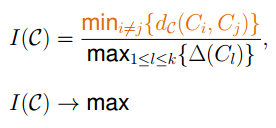 I(𝒞) = min_{i≠j}{d_𝒞(C_i, C_j)} / max_{1≤l≤k}{Δ(C_l)},
I(𝒞) → max